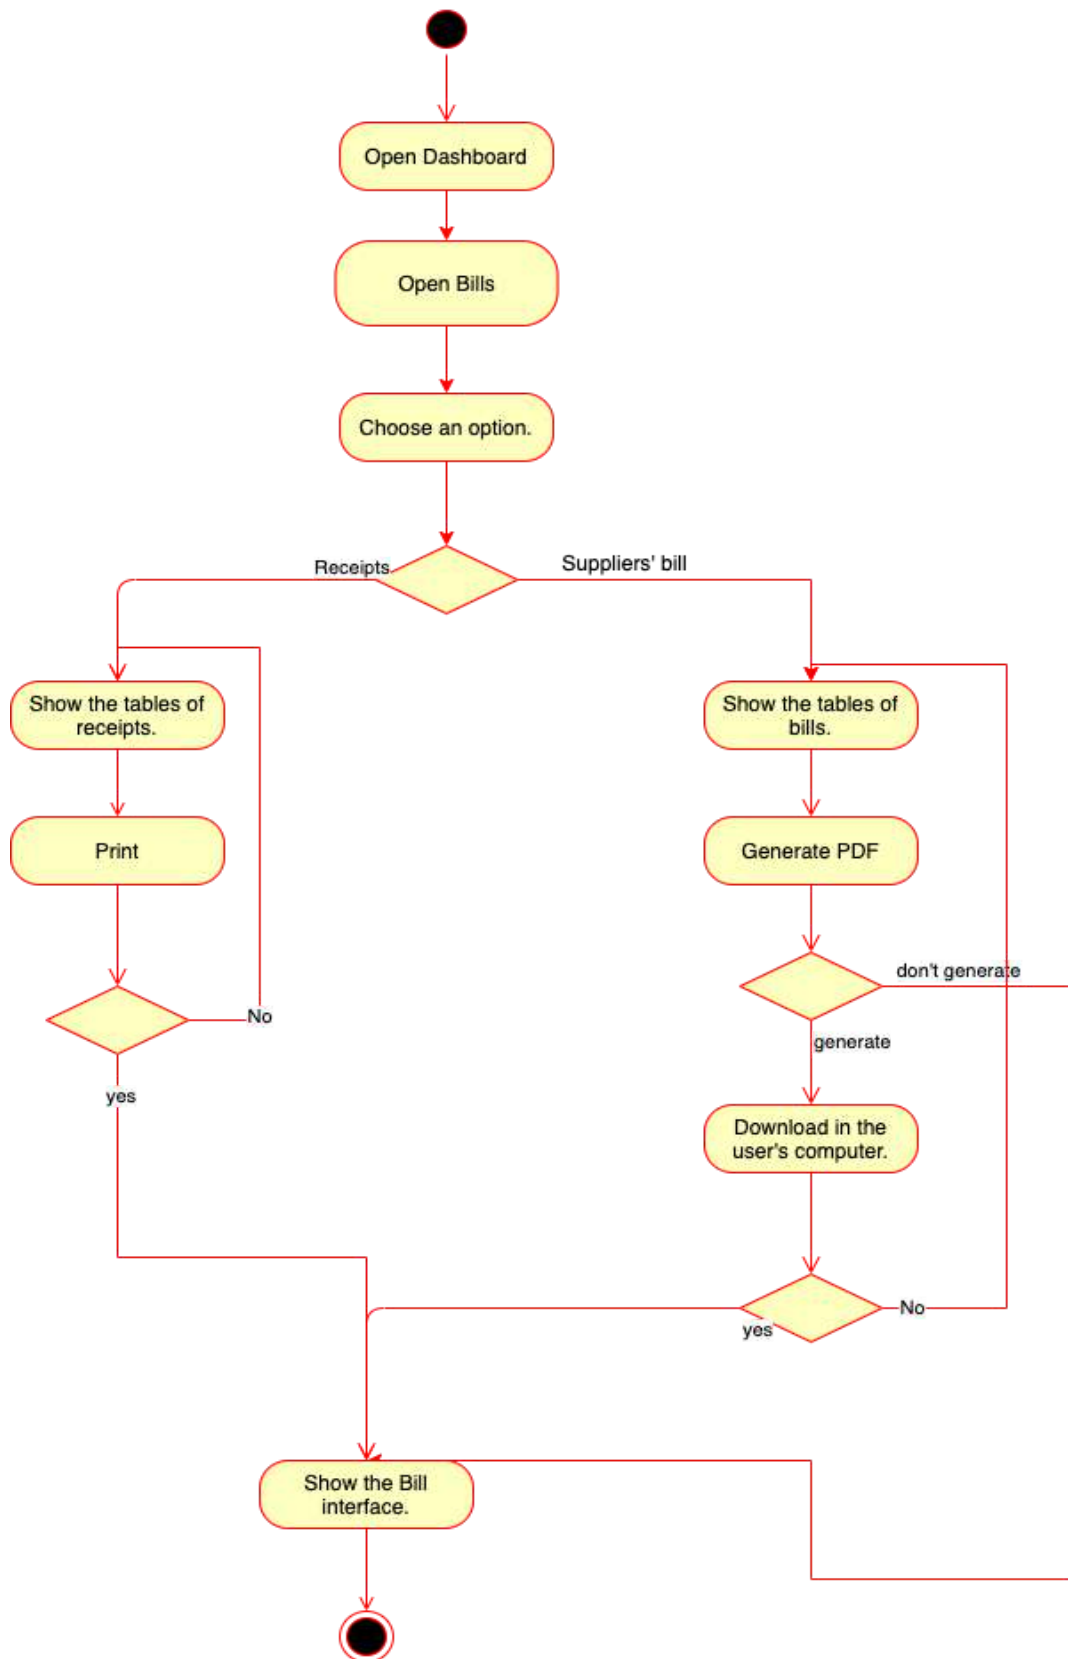 Open Dashboard
Open Bills
Choose an option.
Receipts
Suppliers' bill
Show the tables of
receipts.
Show the tables of
bills.
Print
Generate PDF
don't generate
No
generate
yes
Download in the
user's computer.
No
yes
Show the Bill
interface.